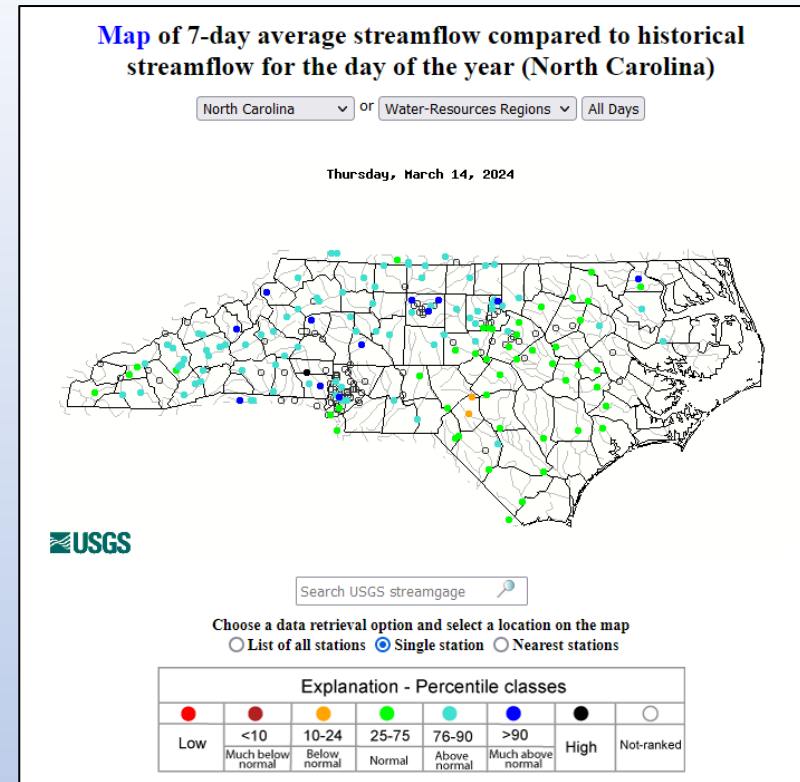 Map of 7-day average streamflow compared to historical
streamflow for the day of the year (North Carolina)
North Carolina or Water-Resources Regions All Days
Thursday, March 14, 2024
USGS
Search USGS streamgage
Choose a data retrieval option and select a location on the map
List of all stations Single station Nearest stations
Explanation - Percentile classes
Low <10 10-24 25-75 76-90 >90 High Not-ranked
Much below normal Below normal Normal Above normal Much above normal